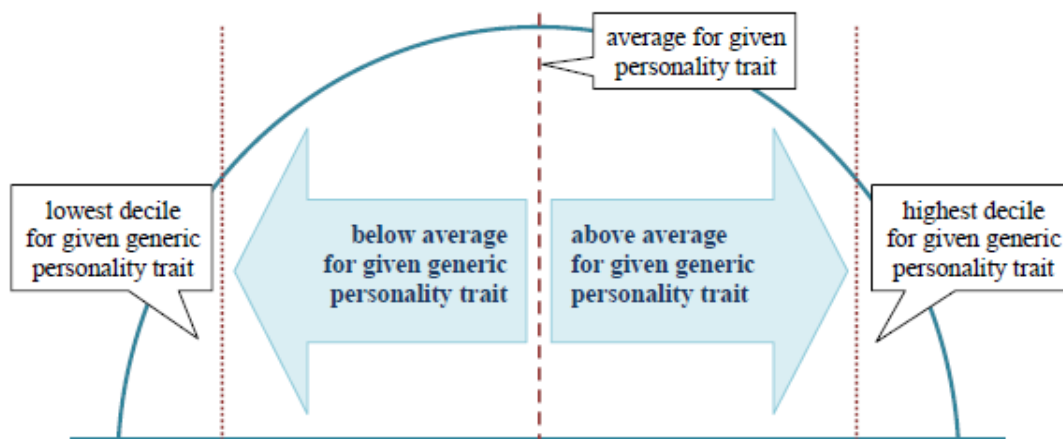 average for given
personality trait
lowest decile
for given generic
personality trait
below average
for given generic
personality trait
above average
for given generic
personality trait
highest decile
for given generic
personality trait